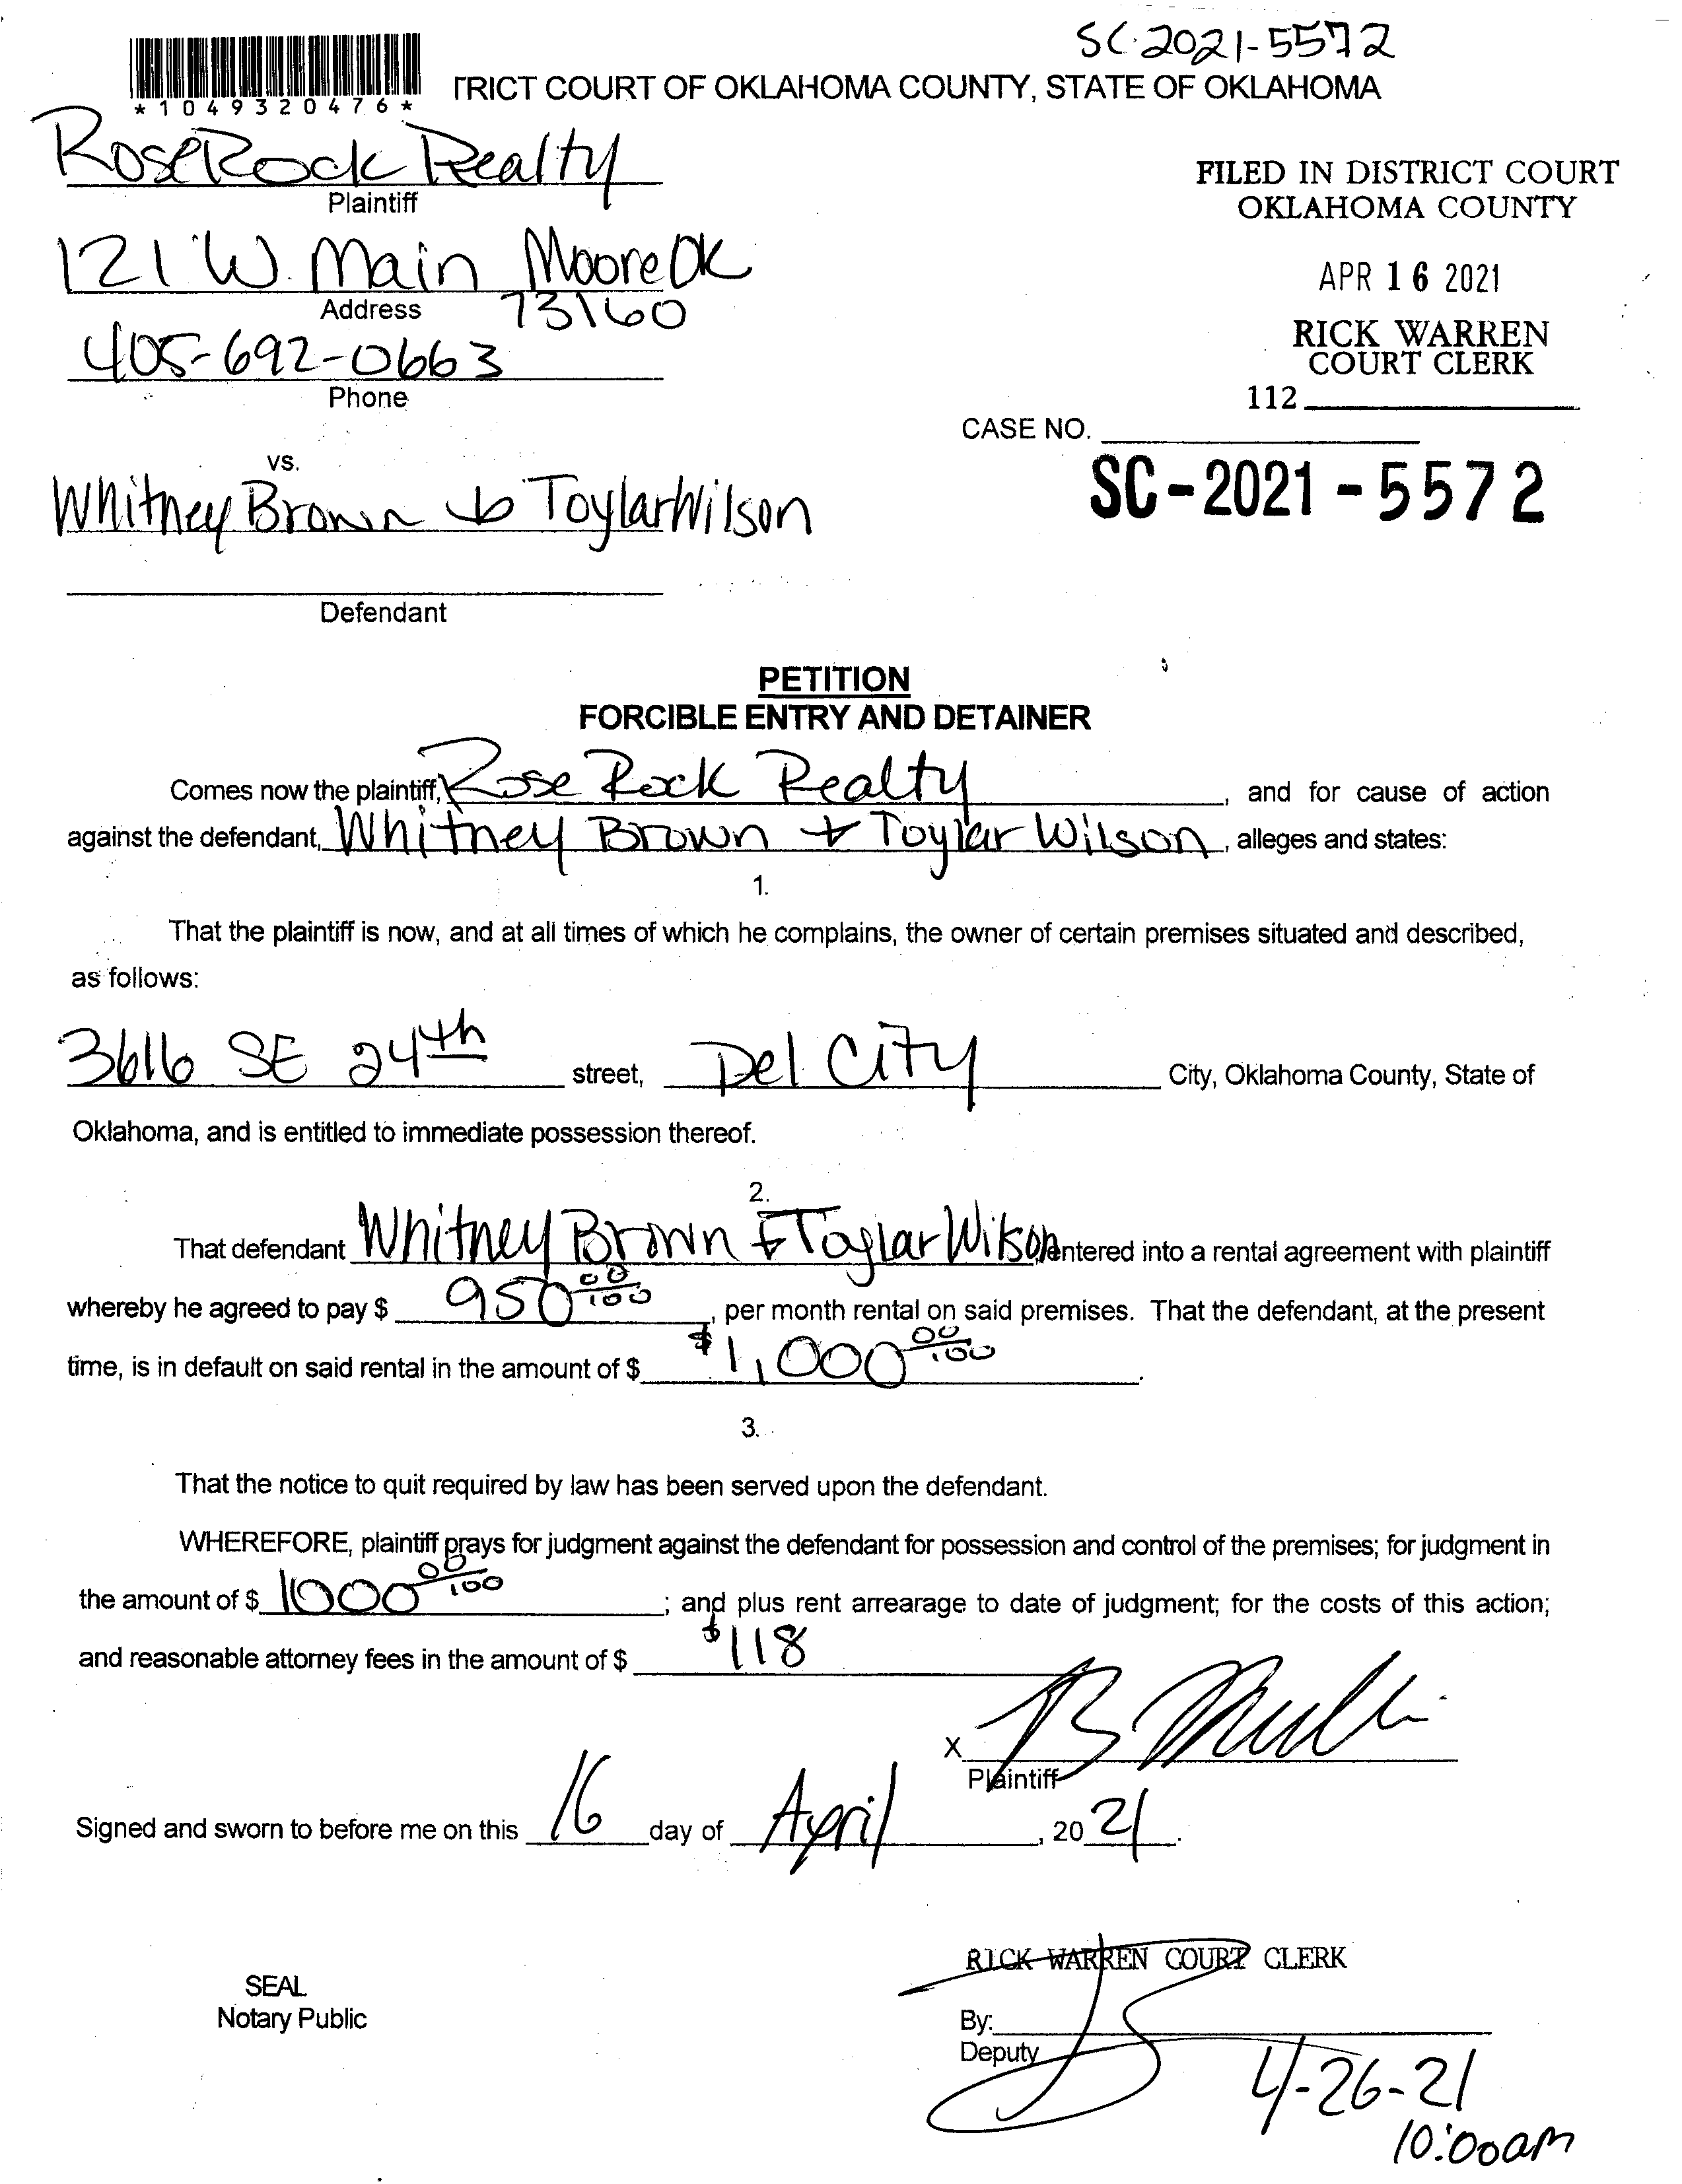 SC-2021-5572
*1049320476*
TRICT COURT OF OKLAHOMA COUNTY, STATE OF OKLAHOMA
RoseRock Realty
Plaintiff
FILED IN DISTRICT COURT
OKLAHOMA COUNTY
121 W. Main Moore OK
Address 73160
APR 16 2021
405-692-0663
Phone
RICK WARREN
COURT CLERK
112
CASE NO.
SC-2021-5572
vs.
Whitney Brown & Toylar Wilson
Defendant
PETITION
FORCIBLE ENTRY AND DETAINER
Comes now the plaintiff, Rose Rock Realty, and for cause of action
against the defendant, Whitney Brown + Toylar Wilson, alleges and states:
1.
That the plaintiff is now, and at all times of which he complains, the owner of certain premises situated and described,
as follows:
3616 SE 24th street, Del City City, Oklahoma County, State of
Oklahoma, and is entitled to immediate possession thereof.
2.
That defendant Whitney Brown & Toylar Wilson entered into a rental agreement with plaintiff
whereby he agreed to pay $ 950 00/100, per month rental on said premises. That the defendant, at the present
time, is in default on said rental in the amount of $ $1,000 00/100.
3.
That the notice to quit required by law has been served upon the defendant.
WHEREFORE, plaintiff prays for judgment against the defendant for possession and control of the premises; for judgment in
the amount of $ 1000 00/100; and plus rent arrearage to date of judgment; for the costs of this action;
and reasonable attorney fees in the amount of $ $118
X
Plaintiff
Signed and sworn to before me on this 16 day of April, 2021.
RICK WARREN COURT CLERK
SEAL
Notary Public
By:
Deputy
4-26-21
10:00am